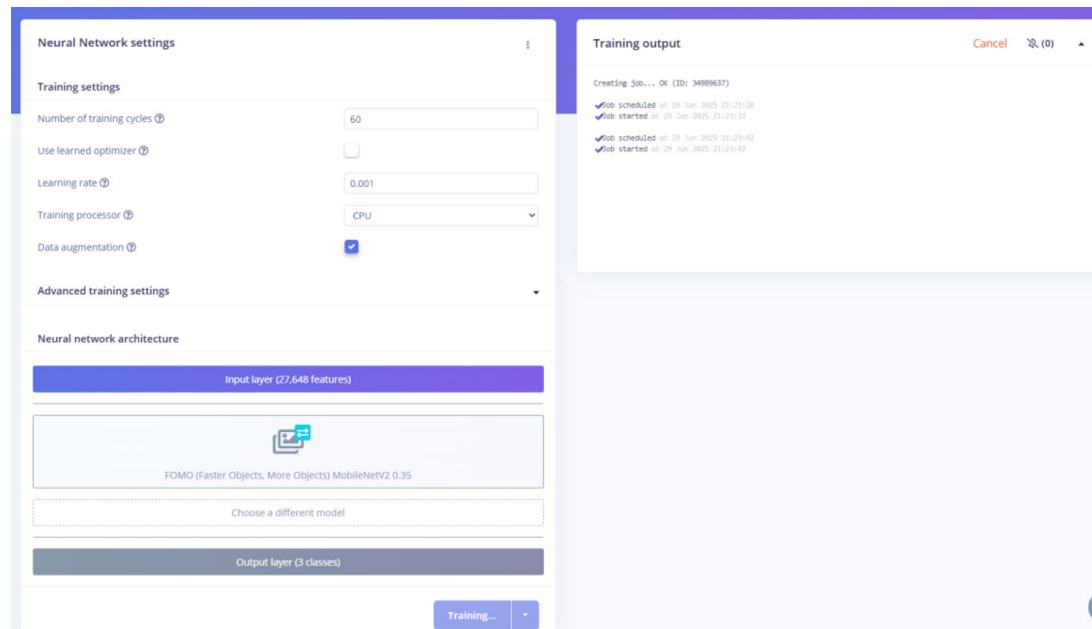 Neural Network settings
Training settings
Number of training cycles
60
Use learned optimizer
Learning rate
0.001
Training processor
CPU
Data augmentation
Advanced training settings
Neural network architecture
Input layer (27,648 features)
FOMO (Faster Objects, More Objects) MobileNetV2 0.35
Choose a different model
Output layer (3 classes)
Training...
Training output
Cancel
(0)
Creating job... OK (ID: 34989637)
Job scheduled at 29 Jun 2025 21:23:28
Job started at 29 Jun 2025 21:23:32
Job scheduled at 29 Jun 2025 21:23:42
Job started at 29 Jun 2025 21:23:42